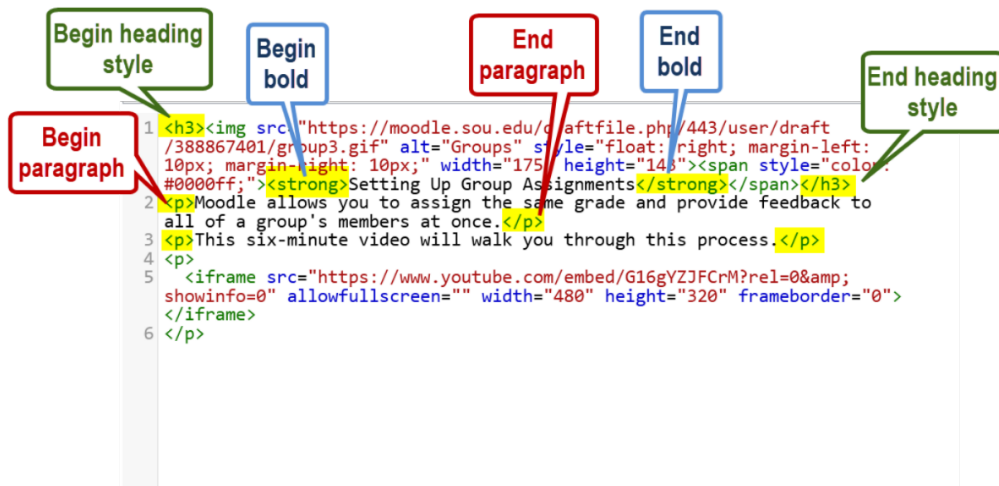 Begin heading
style
Begin
bold
End
paragraph
End
bold
End heading
style
Begin
paragraph
1 <h3><img src="https://moodle.sou.edu/draftfile.php/443/user/draft
/388867401/group3.gif" alt="Groups" style="float: right; margin-left:
10px; margin-right: 10px;" width="175" height="143"><span style="color:
#0000ff;"><strong>Setting Up Group Assignments</strong></span></h3>
2 <p>Moodle allows you to assign the same grade and provide feedback to
all of a group's members at once.</p>
3 <p>This six-minute video will walk you through this process.</p>
4 <p>
5 <iframe src="https://www.youtube.com/embed/G16gYZJFCrM?rel=0&amp;
showinfo=0" allowfullscreen="" width="480" height="320" frameborder="0">
</iframe>
6 </p>